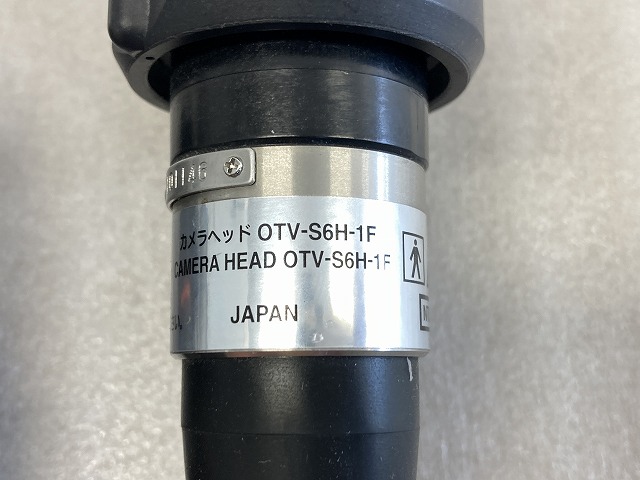 カメラヘッド OTV-S6H-1F
CAMERA HEAD OTV-S6H-1F
JAPAN